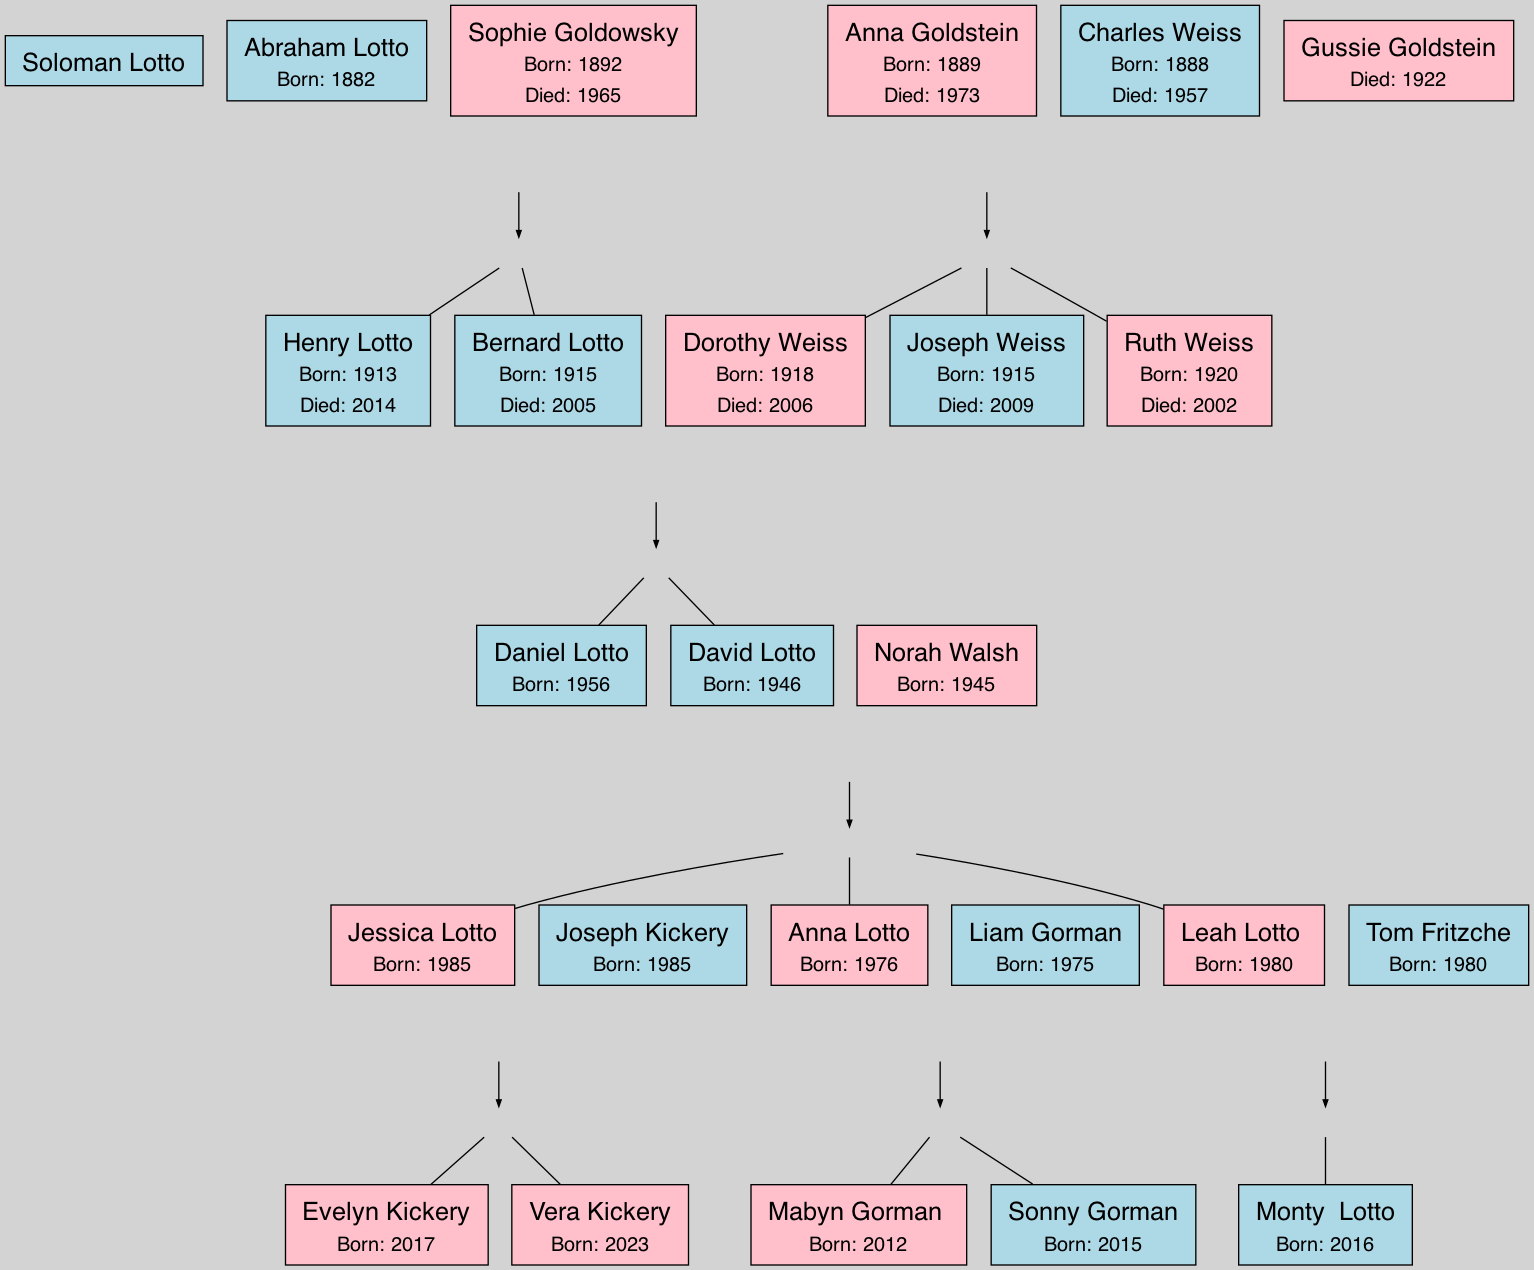 Soloman Lotto
Abraham Lotto
Born: 1882
Sophie Goldowsky
Born: 1892
Died: 1965
Anna Goldstein
Born: 1889
Died: 1973
Charles Weiss
Born: 1888
Died: 1957
Gussie Goldstein
Died: 1922
Henry Lotto
Born: 1913
Died: 2014
Bernard Lotto
Born: 1915
Died: 2005
Dorothy Weiss
Born: 1918
Died: 2006
Joseph Weiss
Born: 1915
Died: 2009
Ruth Weiss
Born: 1920
Died: 2002
Daniel Lotto
Born: 1956
David Lotto
Born: 1946
Norah Walsh
Born: 1945
Jessica Lotto
Born: 1985
Joseph Kickery
Born: 1985
Anna Lotto
Born: 1976
Liam Gorman
Born: 1975
Leah Lotto
Born: 1980
Tom Fritzche
Born: 1980
Evelyn Kickery
Born: 2017
Vera Kickery
Born: 2023
Mabyn Gorman
Born: 2012
Sonny Gorman
Born: 2015
Monty  Lotto
Born: 2016